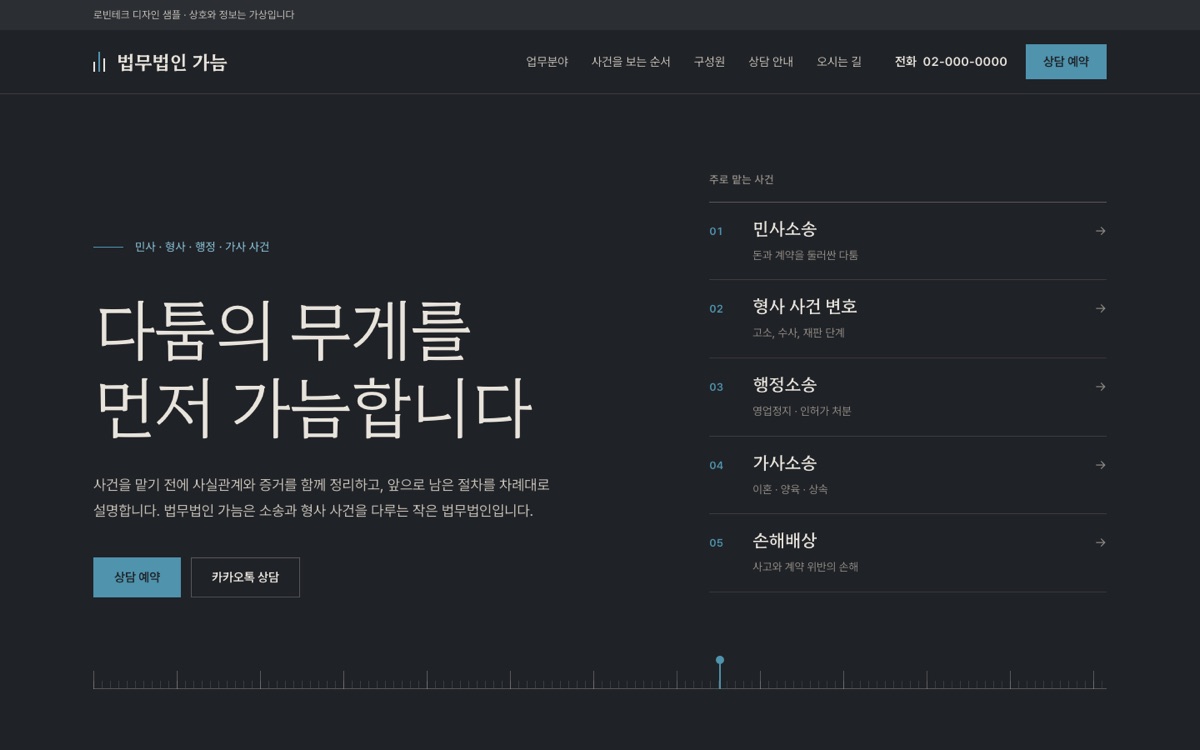 로빈테크 디자인 샘플 · 상호와 정보는 가상입니다
법무법인 가늠
업무분야
사건을 보는 순서
구성원
상담 안내
오시는 길
전화 02-000-0000
상담 예약
민사 · 형사 · 행정 · 가사 사건
다툼의 무게를
먼저 가늠합니다
사건을 맡기 전에 사실관계와 증거를 함께 정리하고, 앞으로 남은 절차를 차례대로
설명합니다. 법무법인 가늠은 소송과 형사 사건을 다루는 작은 법무법인입니다.
상담 예약
카카오톡 상담
주로 맡는 사건
01 민사소송 →
돈과 계약을 둘러싼 다툼
02 형사 사건 변호 →
고소, 수사, 재판 단계
03 행정소송 →
영업정지 · 인허가 처분
04 가사소송 →
이혼 · 양육 · 상속
05 손해배상 →
사고와 계약 위반의 손해